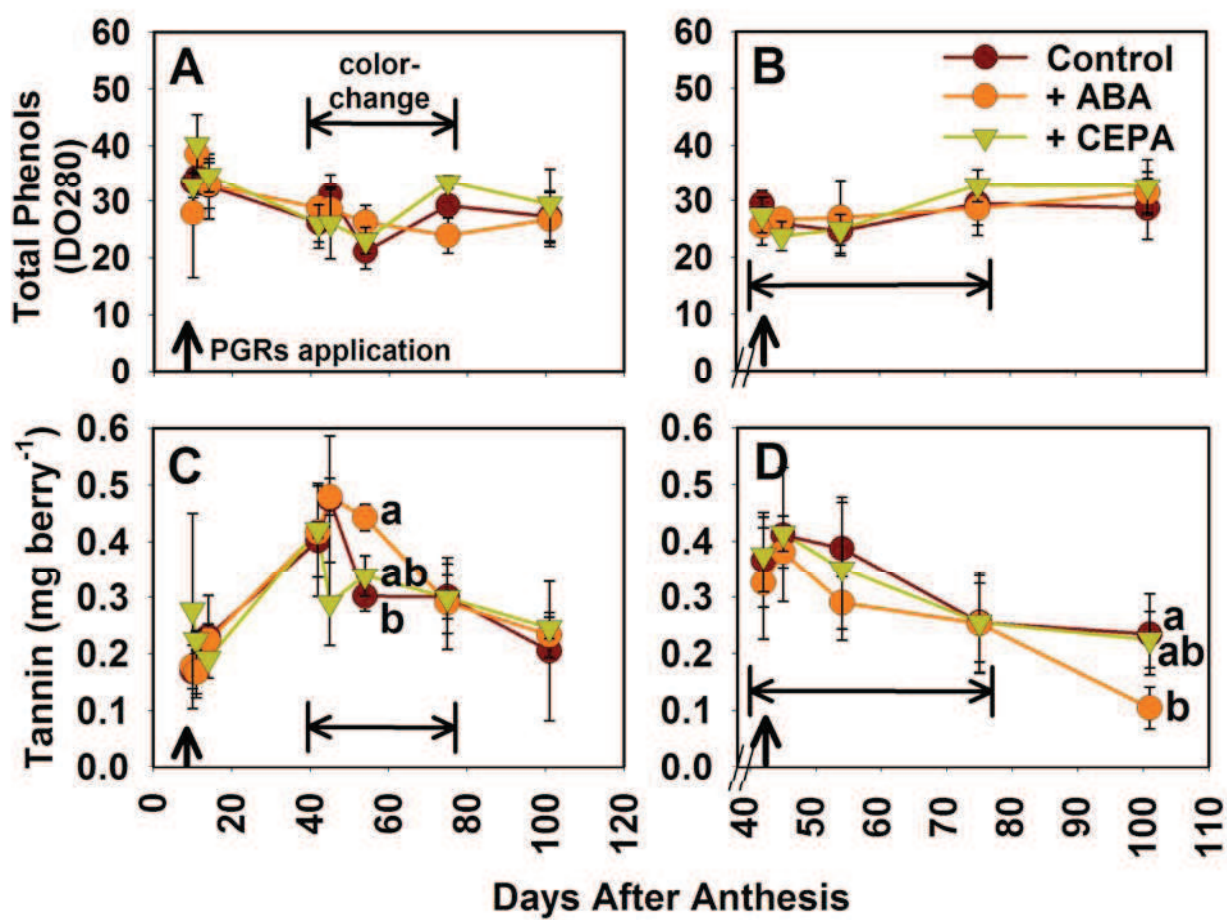 Total Phenols
(DO280)
60
50
40
30
20
10
0
A
color-
change
PGRs application
60
50
40
30
20
10
0
B
Control
+ ABA
+ CEPA
Tannin (mg berry-1)
0.6
0.5
0.4
0.3
0.2
0.1
0.0
C
a
ab
b
0
20
40
60
80
100
120
0.6
0.5
0.4
0.3
0.2
0.1
0.0
D
a
ab
b
40
50
60
70
80
90
100
110
Days After Anthesis